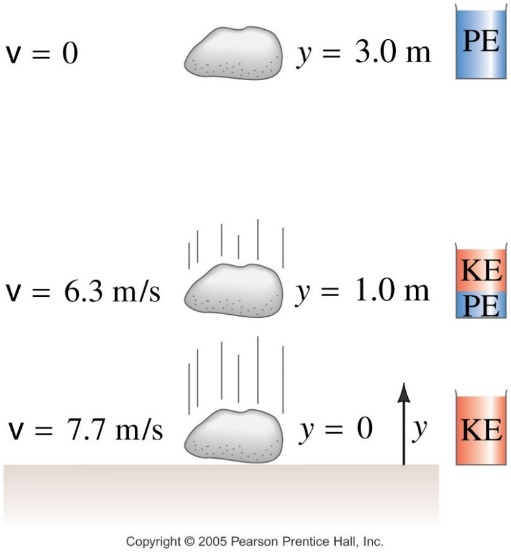 v = 0 y = 3.0 m PE
v = 6.3 m/s y = 1.0 m KE
PE
v = 7.7 m/s y = 0 y KE
Copyright © 2005 Pearson Prentice Hall, Inc.